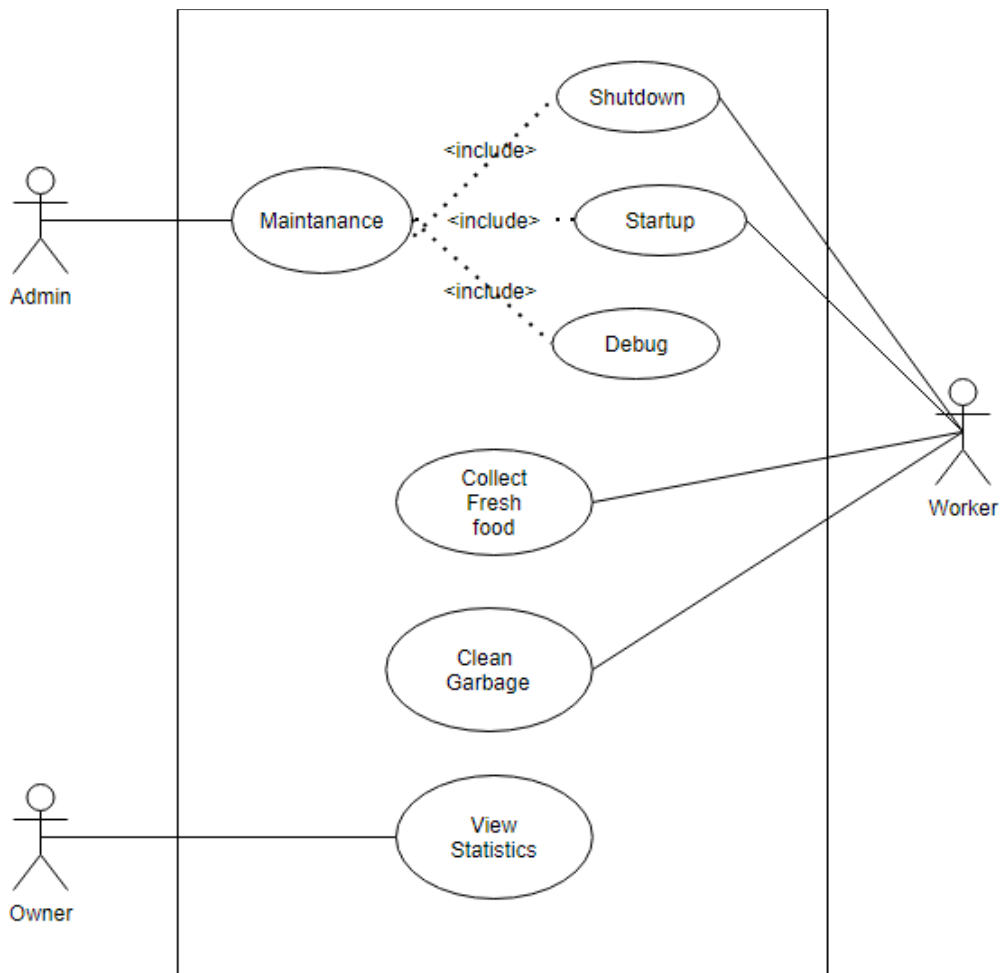 Shutdown
<include>
Maintanance
<include>
Startup
<include>
Admin
Debug
Collect
Fresh
food
Worker
Clean
Garbage
View
Statistics
Owner